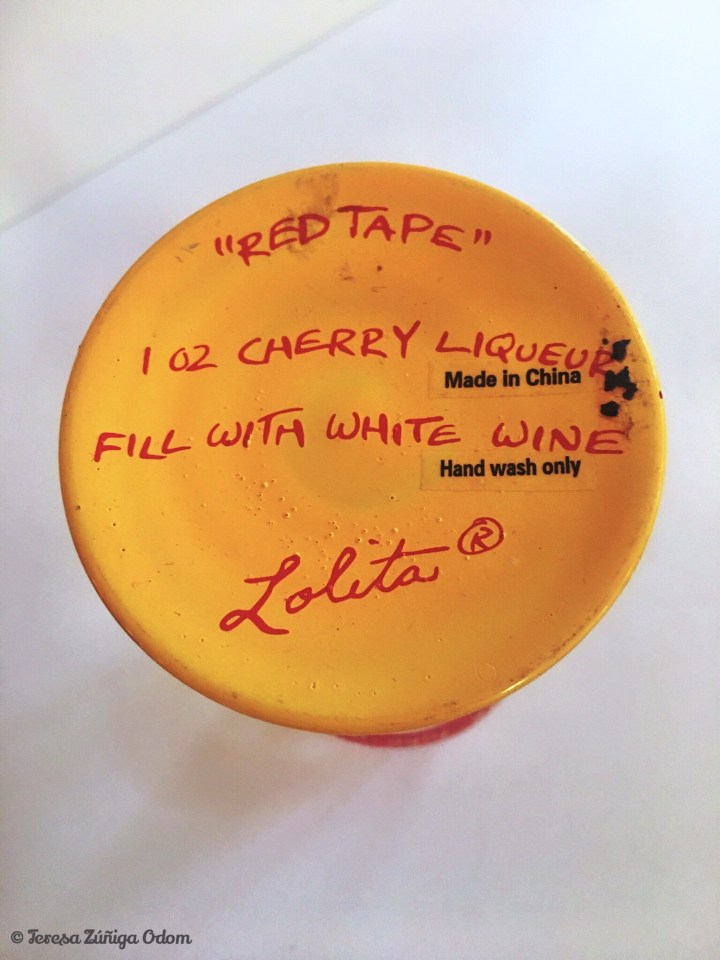 "RED TAPE"
1 OZ CHERRY LIQUEUR
Made in China
FILL WITH WHITE WINE
Hand wash only
Lolita ®
© Teresa Zúñiga Odom